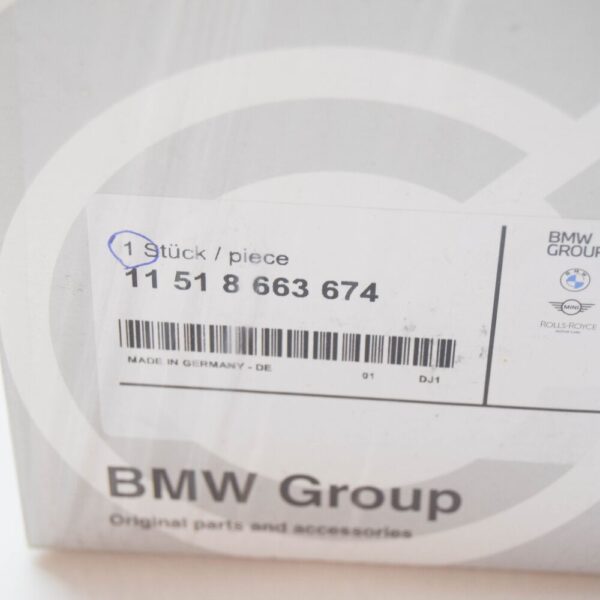 1 Stück / piece
11 51 8 663 674
MADE IN GERMANY - DE 01 DJ1
BMW
GROUP
MINI
ROLLS-ROYCE
BMW Group
Original parts and accessories